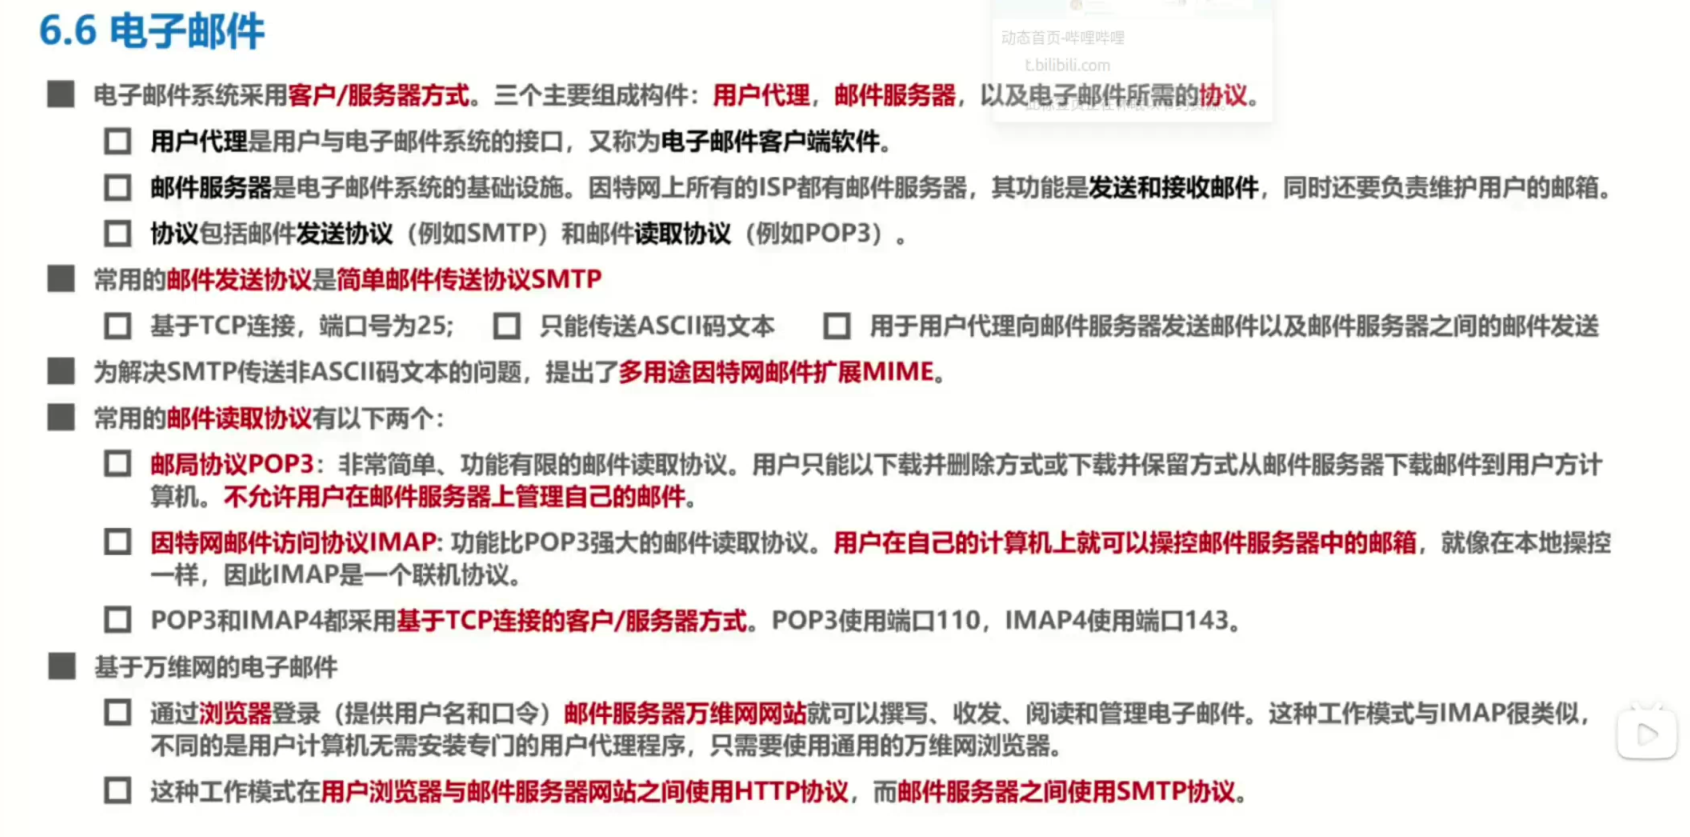 6.6 电子邮件
动态首页-哔哩哔哩
t.bilibili.com
电子邮件系统采用客户/服务器方式。三个主要组成构件：用户代理，邮件服务器，以及电子邮件所需的协议。
用户代理是用户与电子邮件系统的接口，又称为电子邮件客户端软件。
邮件服务器是电子邮件系统的基础设施。因特网上所有的ISP都有邮件服务器，其功能是发送和接收邮件，同时还要负责维护用户的邮箱。
协议包括邮件发送协议（例如SMTP）和邮件读取协议（例如POP3）。
常用的邮件发送协议是简单邮件传送协议SMTP
基于TCP连接，端口号为25; 只能传送ASCII码文本 用于用户代理向邮件服务器发送邮件以及邮件服务器之间的邮件发送
为解决SMTP传送非ASCII码文本的问题，提出了多用途因特网邮件扩展MIME。
常用的邮件读取协议有以下两个：
邮局协议POP3：非常简单、功能有限的邮件读取协议。用户只能以下载并删除方式或下载并保留方式从邮件服务器下载邮件到用户方计
算机。不允许用户在邮件服务器上管理自己的邮件。
因特网邮件访问协议IMAP: 功能比POP3强大的邮件读取协议。用户在自己的计算机上就可以操控邮件服务器中的邮箱，就像在本地操控
一样，因此IMAP是一个联机协议。
POP3和IMAP4都采用基于TCP连接的客户/服务器方式。POP3使用端口110，IMAP4使用端口143。
基于万维网的电子邮件
通过浏览器登录（提供用户名和口令）邮件服务器万维网网站就可以撰写、收发、阅读和管理电子邮件。这种工作模式与IMAP很类似，
不同的是用户计算机无需安装专门的用户代理程序，只需要使用通用的万维网浏览器。
这种工作模式在用户浏览器与邮件服务器网站之间使用HTTP协议，而邮件服务器之间使用SMTP协议。